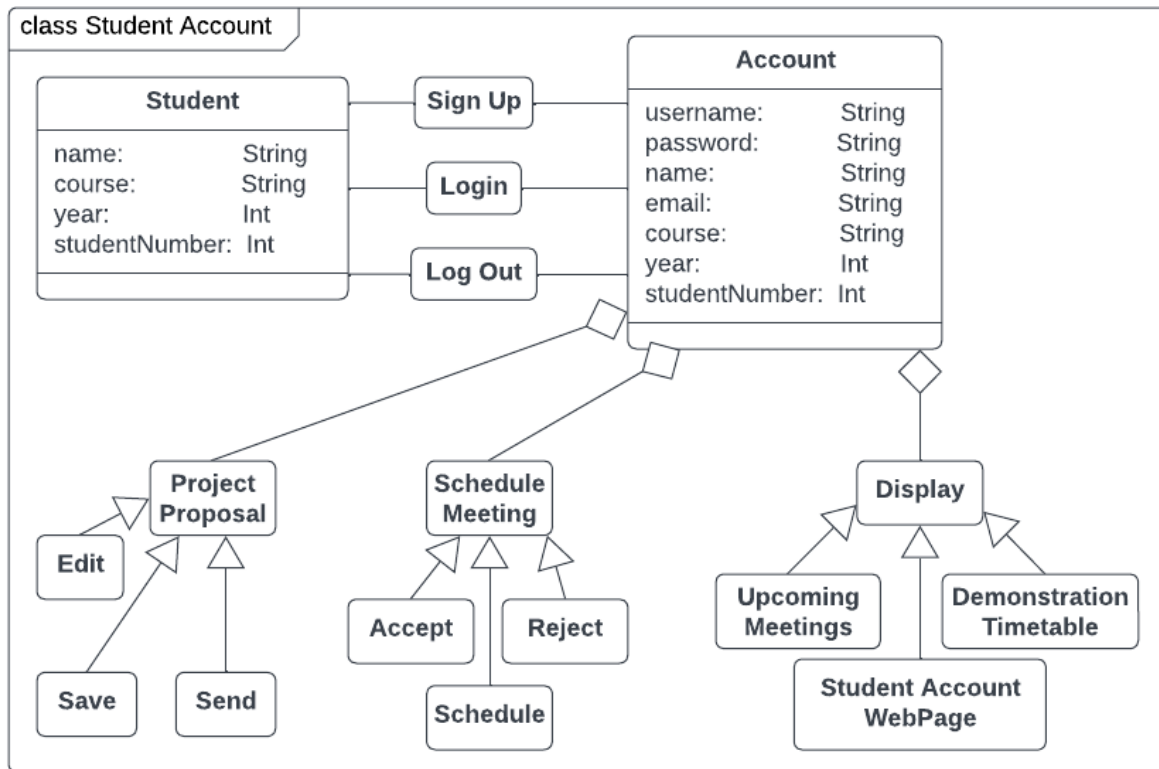 class Student Account
Student
name: String
course: String
year: Int
studentNumber: Int
Sign Up
Login
Log Out
Account
username: String
password: String
name: String
email: String
course: String
year: Int
studentNumber: Int
Project
Proposal
Edit
Save
Send
Schedule
Meeting
Accept
Reject
Schedule
Display
Upcoming
Meetings
Demonstration
Timetable
Student Account
WebPage